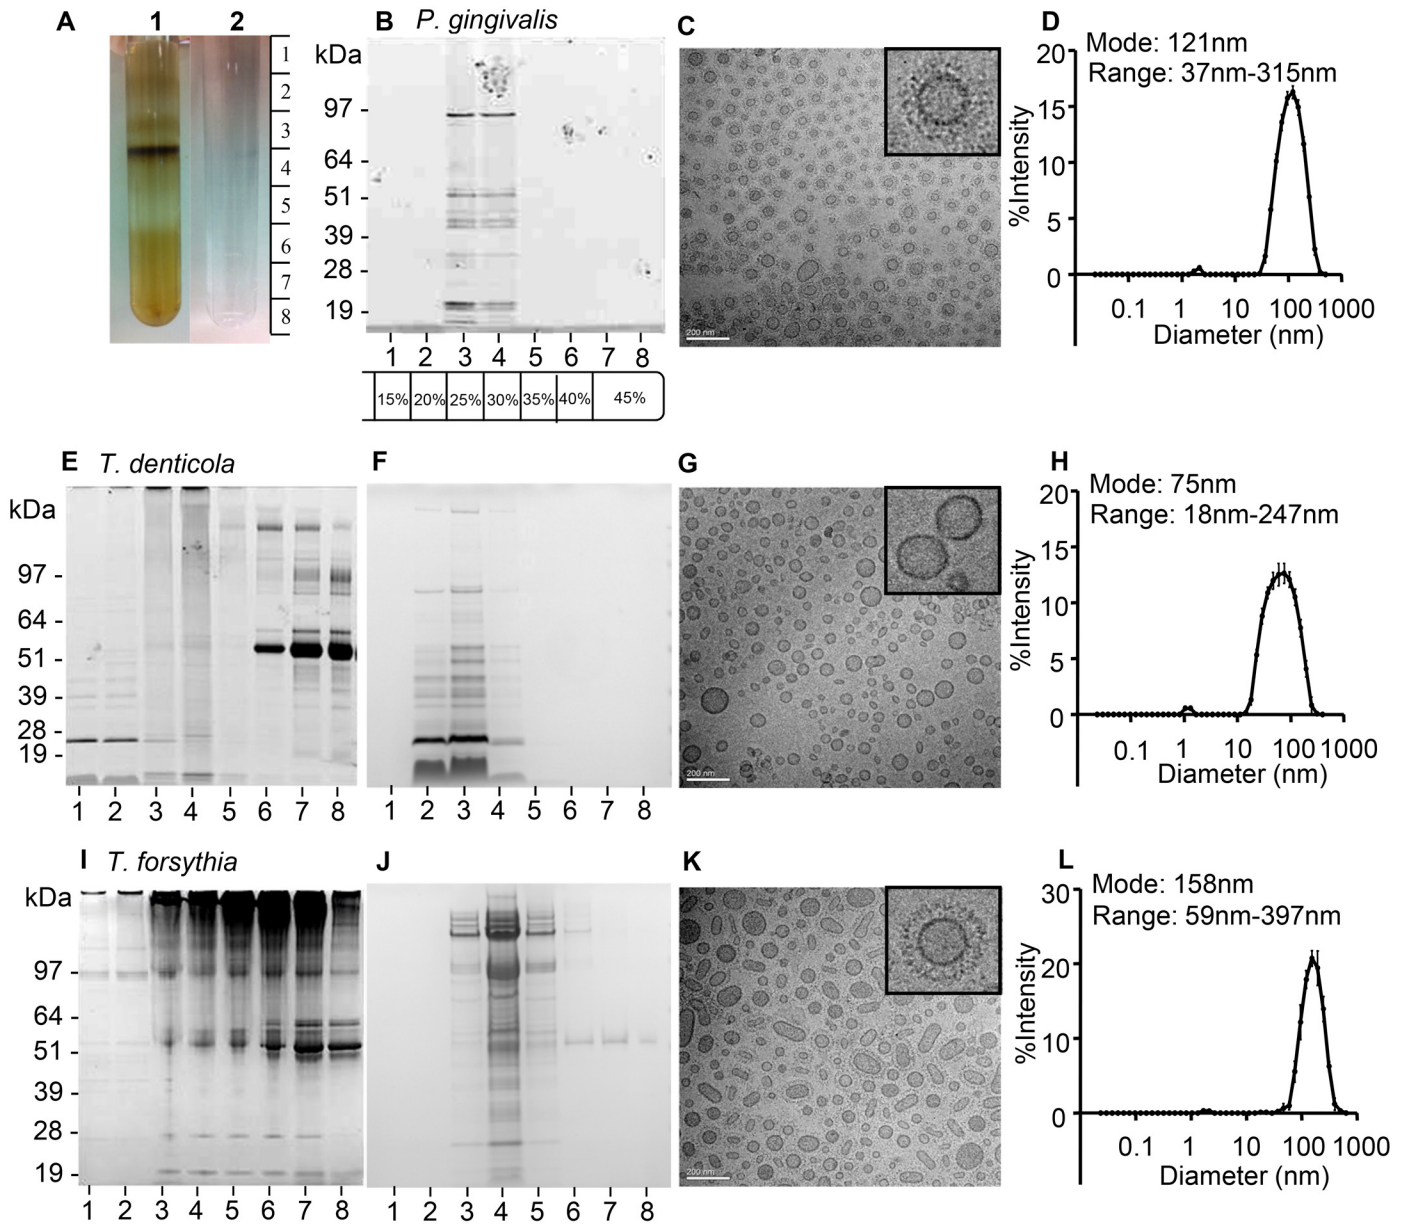 A 1 2
1
2
3
4
5
6
7
8
B P. gingivalis
kDa
97
64
51
39
28
19
1 2 3 4 5 6 7 8
15% 20% 25% 30% 35% 40% 45%
C
200 nm
D
Mode: 121nm
Range: 37nm-315nm
%Intensity
20
15
10
5
0
0.1 1 10 100 1000
Diameter (nm)
E T. denticola
kDa
97
64
51
39
28
19
1 2 3 4 5 6 7 8
F
1 2 3 4 5 6 7 8
G
200 nm
H
Mode: 75nm
Range: 18nm-247nm
%Intensity
20
15
10
5
0
0.1 1 10 100 1000
Diameter (nm)
I T. forsythia
kDa
97
64
51
39
28
19
1 2 3 4 5 6 7 8
J
1 2 3 4 5 6 7 8
K
200 nm
L
Mode: 158nm
Range: 59nm-397nm
%Intensity
30
20
10
0
0.1 1 10 100 1000
Diameter (nm)